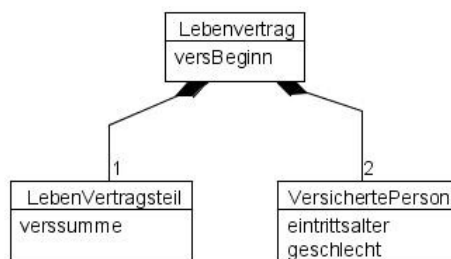 Lebenvertrag
versBeginn
1
2
LebenVertragsteil
verssumme
VersichertePerson
eintrittsalter
geschlecht